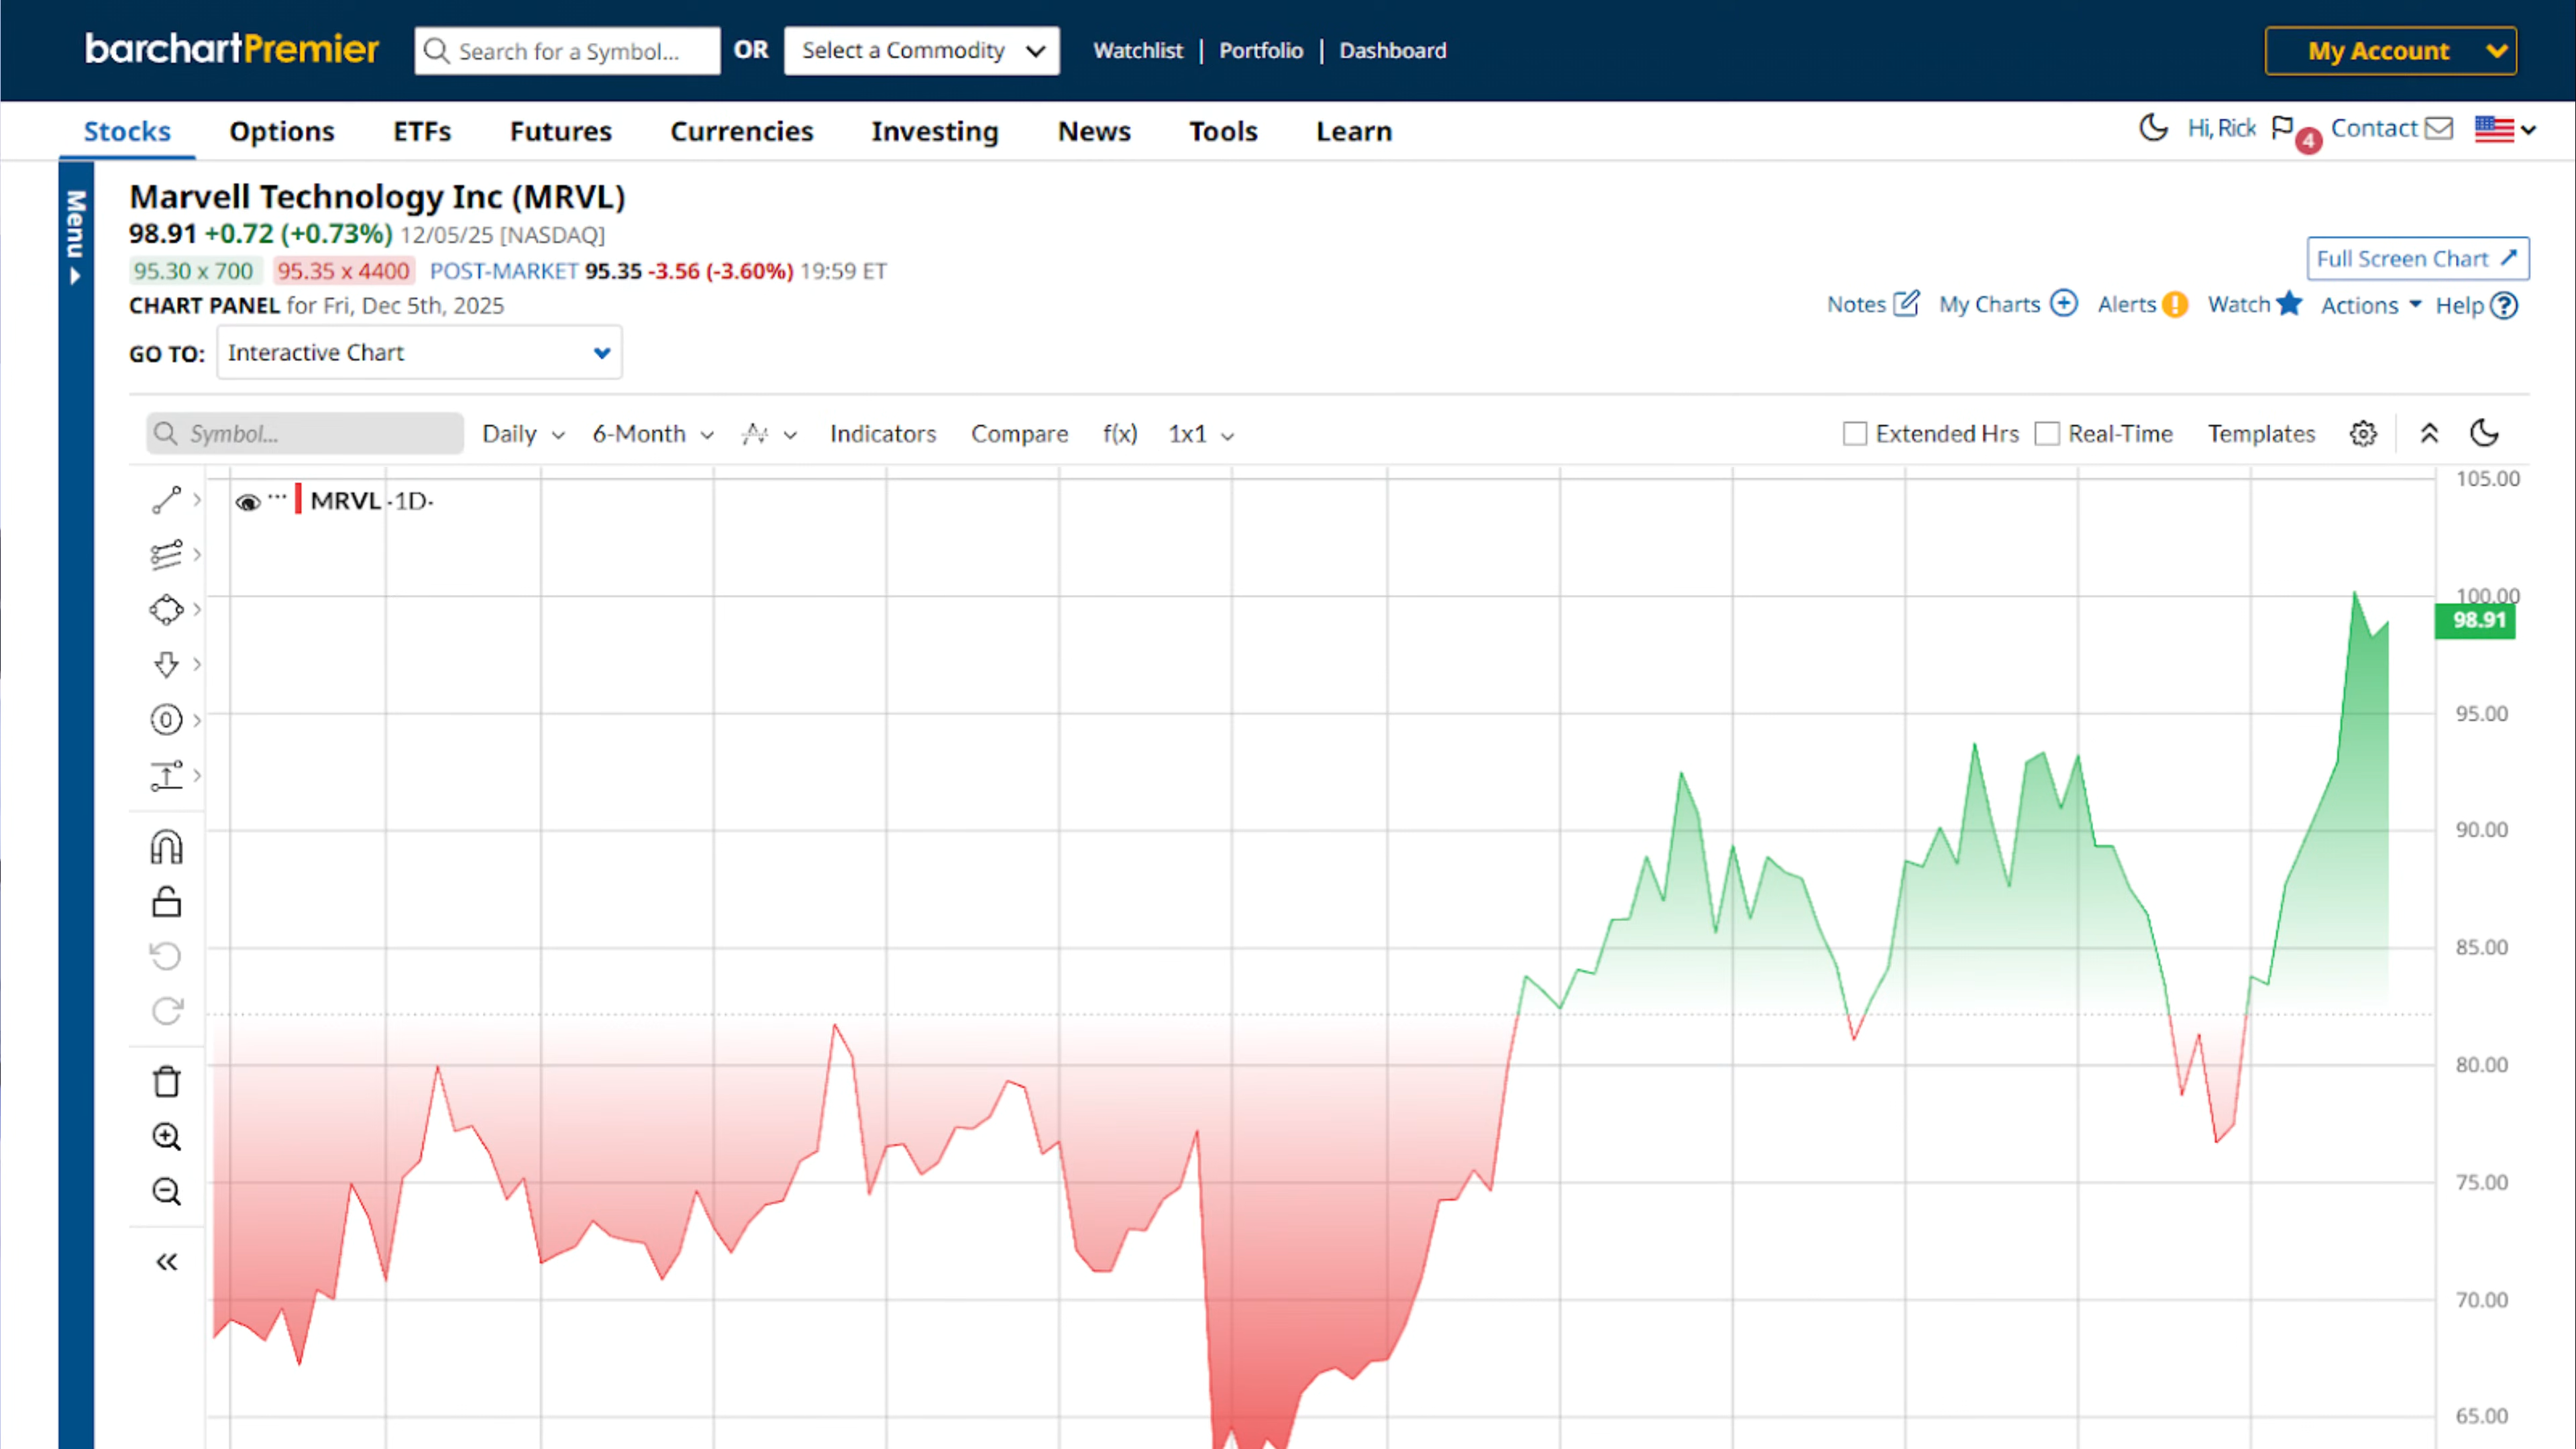 barchartPremier Search for a Symbol... OR Select a Commodity Watchlist | Portfolio | Dashboard My Account
Stocks Options ETFs Futures Currencies Investing News Tools Learn Hi, Rick 4 Contact
Menu
Marvell Technology Inc (MRVL)
98.91 +0.72 (+0.73%) 12/05/25 [NASDAQ]
95.30 x 700 95.35 x 4400 POST-MARKET 95.35 -3.56 (-3.60%) 19:59 ET
Full Screen Chart
CHART PANEL for Fri, Dec 5th, 2025
Notes My Charts Alerts Watch Actions Help
GO TO: Interactive Chart
Symbol... Daily 6-Month Indicators Compare f(x) 1x1 Extended Hrs Real-Time Templates
MRVL -1D-
105.00
100.00
98.91
95.00
90.00
85.00
80.00
75.00
70.00
65.00